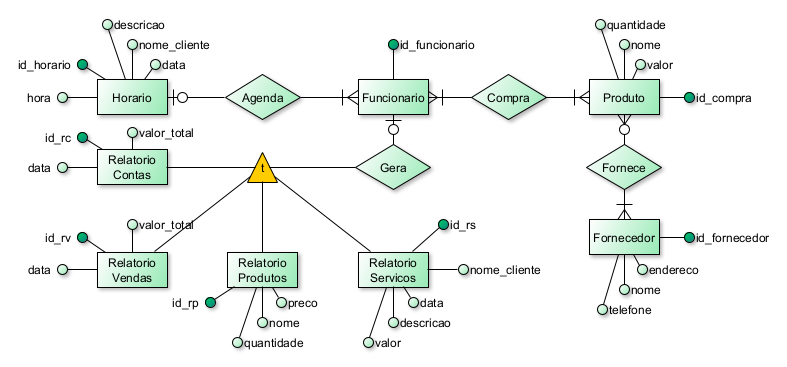 descricao
quantidade
nome_cliente
id_funcionario
nome
id_horario
data
valor
hora
Horario
Agenda
Funcionario
Compra
Produto
id_compra
id_rc
valor_total
data
Relatorio
Contas
t
Gera
Fornece
id_rv
valor_total
id_rs
Fornecedor
id_fornecedor
data
Relatorio
Vendas
Relatorio
Produtos
Relatorio
Servicos
nome_cliente
endereco
nome
telefone
id_rp
preco
nome
quantidade
data
descricao
valor